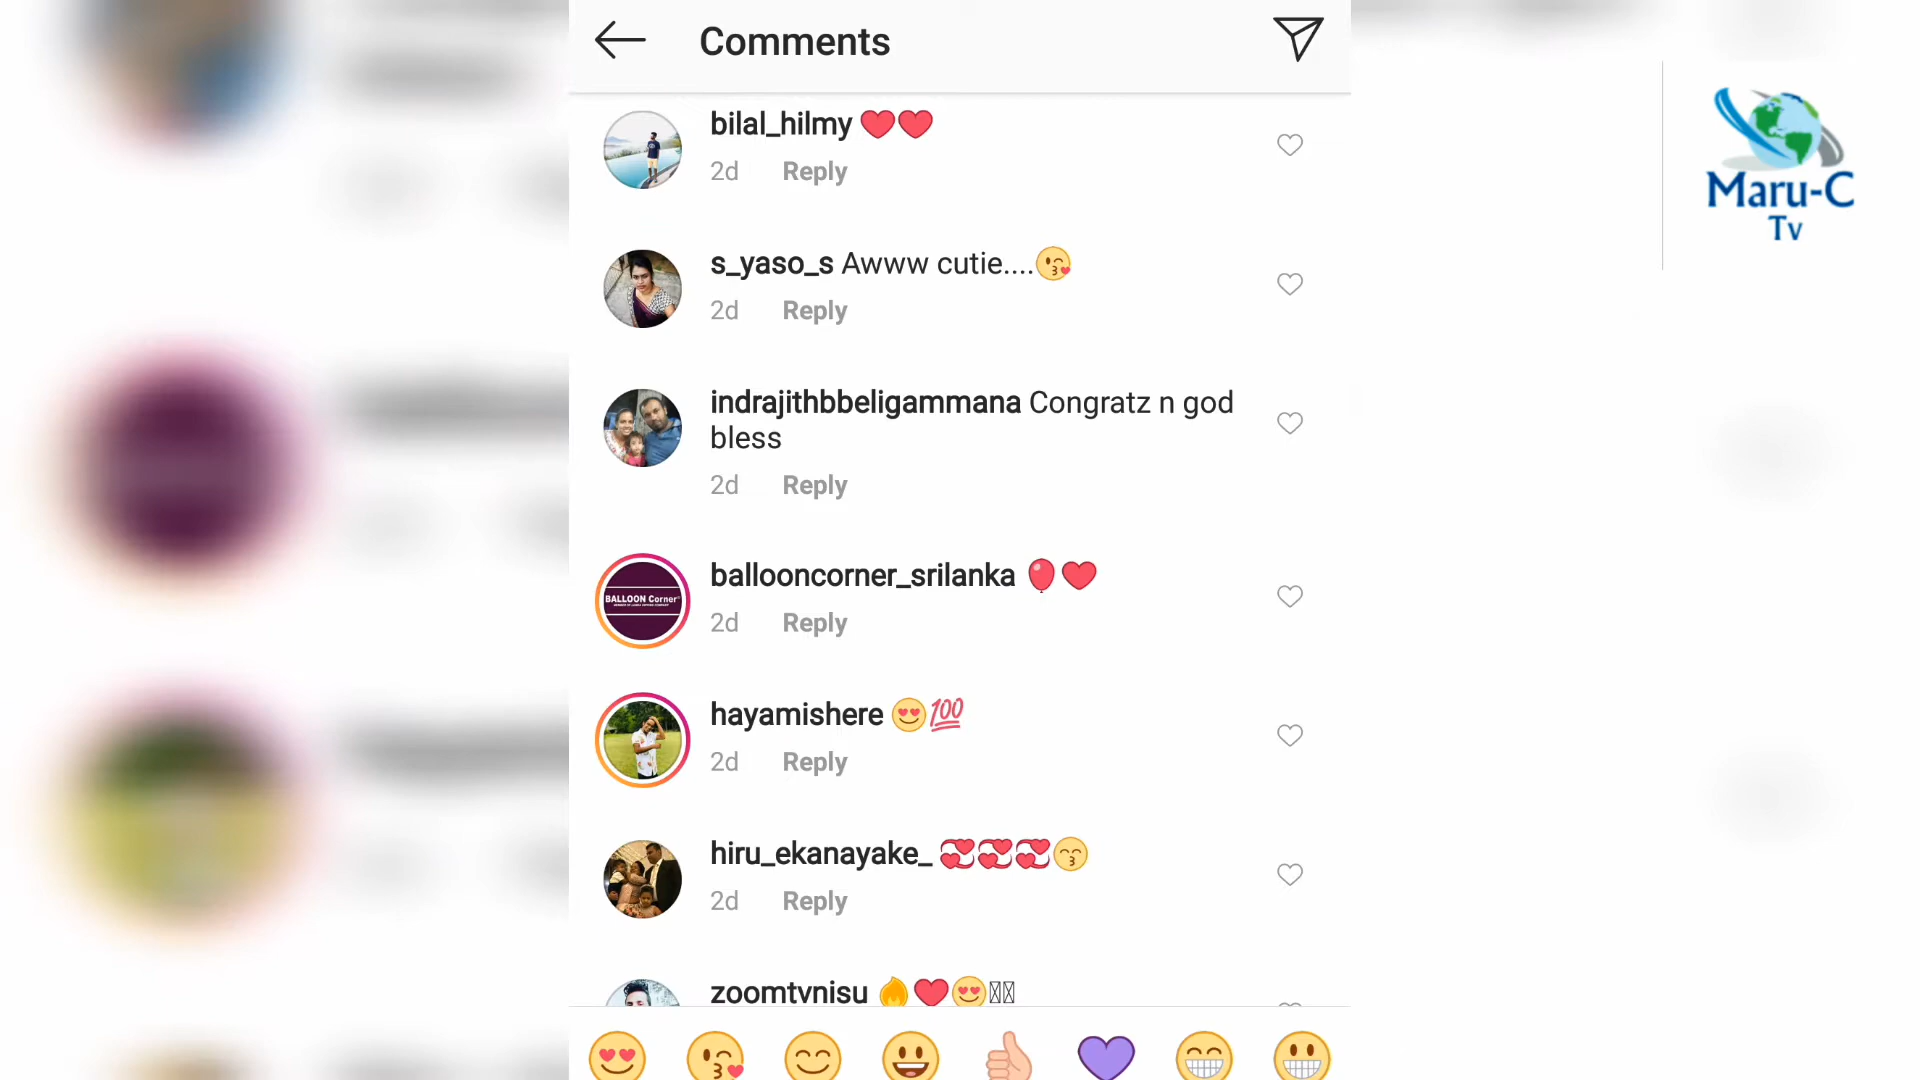 Comments
bilal_hilmy ❤️❤️
2d Reply
s_yaso_s Awww cutie....😘
2d Reply
indrajithbbeligammana Congratz n god
bless
2d Reply
BALLOON Corner
ballooncorner_srilanka 🎈❤️
2d Reply
hayamishere 😍💯
2d Reply
hiru_ekanayake_ 💞💞💞😙
2d Reply
zoomtvnisu 🔥❤️😍
Maru-C
Tv